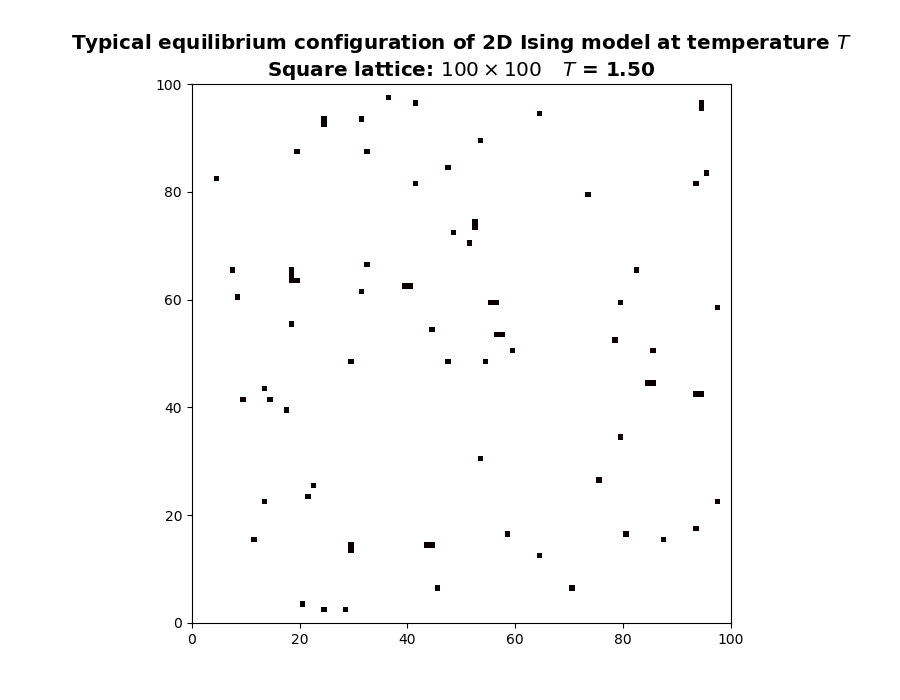 Typical equilibrium configuration of 2D Ising model at temperature T
Square lattice: 100 × 100 T = 1.50
100
80
60
40
20
0
0 20 40 60 80 100